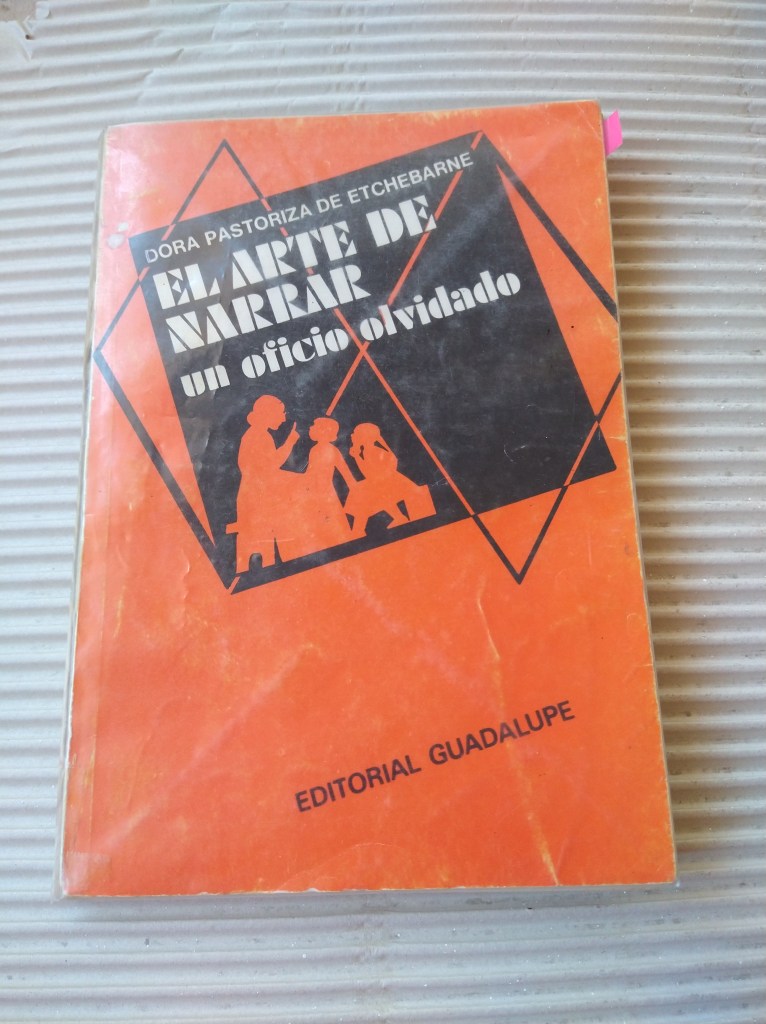 DORA PASTORIZA DE ETCHEBARNE
EL ARTE DE
NARRAR
un oficio olvidado
EDITORIAL GUADALUPE